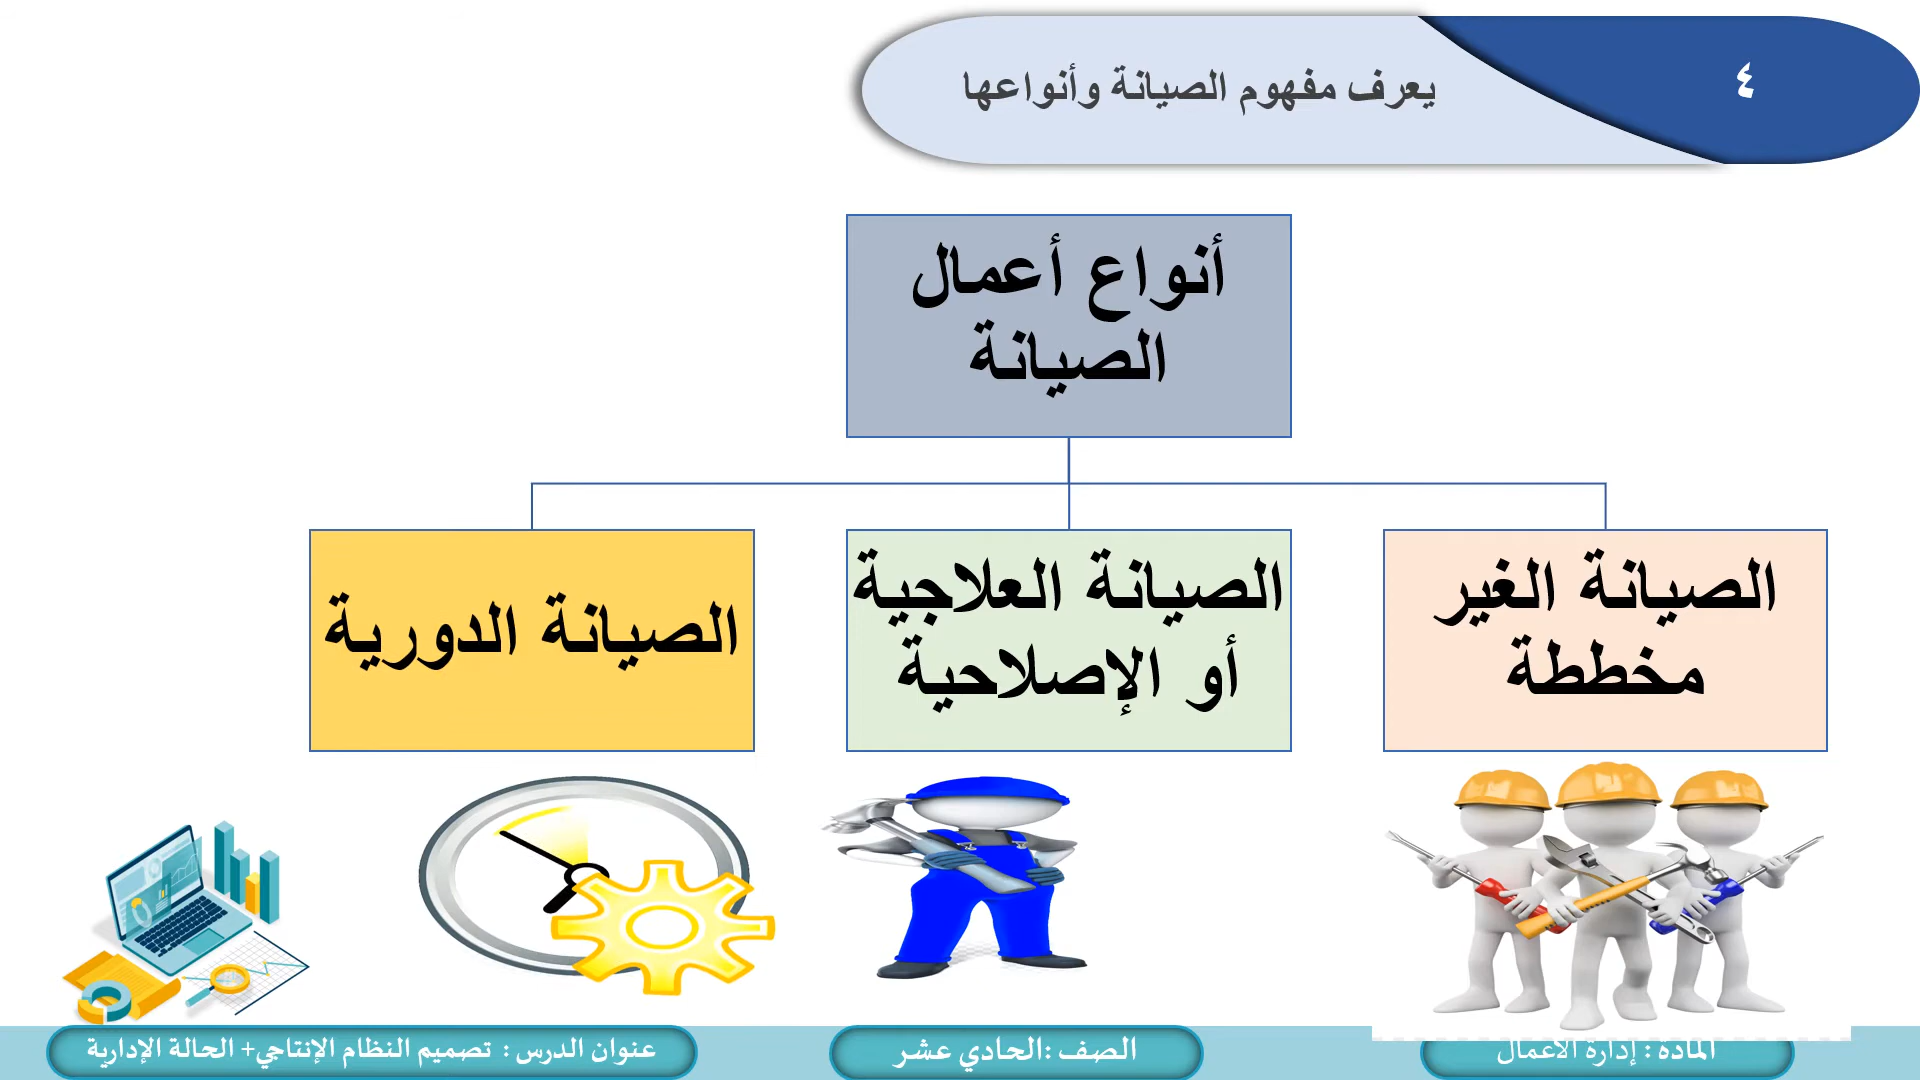 ٤
يعرف مفهوم الصيانة وأنواعها
أنواع أعمال
الصيانة
الصيانة الغير
مخططة
الصيانة العلاجية
أو الإصلاحية
الصيانة الدورية
المادة : إدارة الأعمال
الصف :الحادي عشر
عنوان الدرس : تصميم النظام الإنتاجي+ الحالة الإدارية